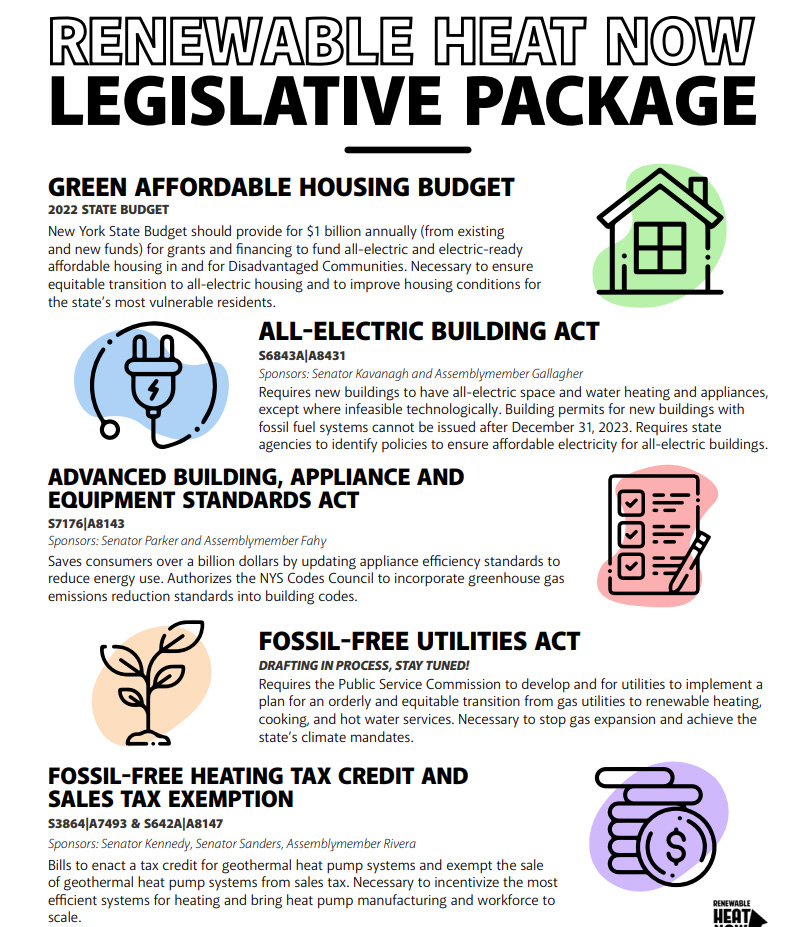 RENEWABLE HEAT NOW
LEGISLATIVE PACKAGE
GREEN AFFORDABLE HOUSING BUDGET
2022 STATE BUDGET
New York State Budget should provide for $1 billion annually (from existing
and new funds) for grants and financing to fund all-electric and electric-ready
affordable housing in and for Disadvantaged Communities. Necessary to ensure
equitable transition to all-electric housing and to improve housing conditions for
the state's most vulnerable residents.
ALL-ELECTRIC BUILDING ACT
S6843A|A8431
Sponsors: Senator Kavanagh and Assemblymember Gallagher
Requires new buildings to have all-electric space and water heating and appliances,
except where infeasible technologically. Building permits for new buildings with
fossil fuel systems cannot be issued after December 31, 2023. Requires state
agencies to identify policies to ensure affordable electricity for all-electric buildings.
ADVANCED BUILDING, APPLIANCE AND
EQUIPMENT STANDARDS ACT
S7176|A8143
Sponsors: Senator Parker and Assemblymember Fahy
Saves consumers over a billion dollars by updating appliance efficiency standards to
reduce energy use. Authorizes the NYS Codes Council to incorporate greenhouse gas
emissions reduction standards into building codes.
FOSSIL-FREE UTILITIES ACT
DRAFTING IN PROCESS, STAY TUNED!
Requires the Public Service Commission to develop and for utilities to implement a
plan for an orderly and equitable transition from gas utilities to renewable heating,
cooking, and hot water services. Necessary to stop gas expansion and achieve the
state's climate mandates.
FOSSIL-FREE HEATING TAX CREDIT AND
SALES TAX EXEMPTION
S3864|A7493 & S642A|A8147
Sponsors: Senator Kennedy, Senator Sanders, Assemblymember Rivera
Bills to enact a tax credit for geothermal heat pump systems and exempt the sale
of geothermal heat pump systems from sales tax. Necessary to incentivize the most
efficient systems for heating and bring heat pump manufacturing and workforce to
scale.
$
RENEWABLE
HEAT
NOW